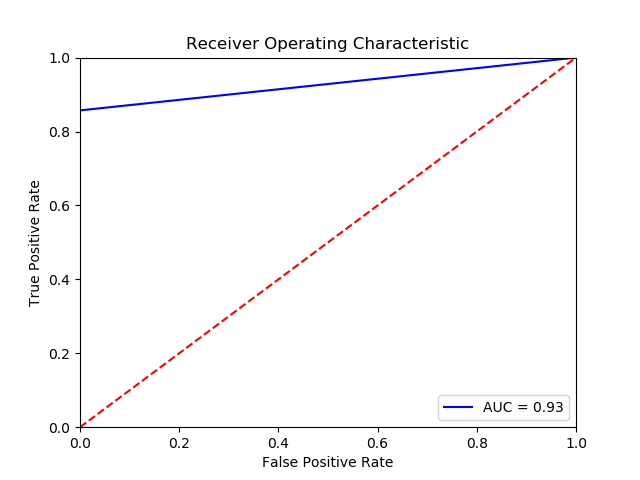 Receiver Operating Characteristic
True Positive Rate
1.0
0.8
0.6
0.4
0.2
0.0
AUC = 0.93
0.0 0.2 0.4 0.6 0.8 1.0
False Positive Rate